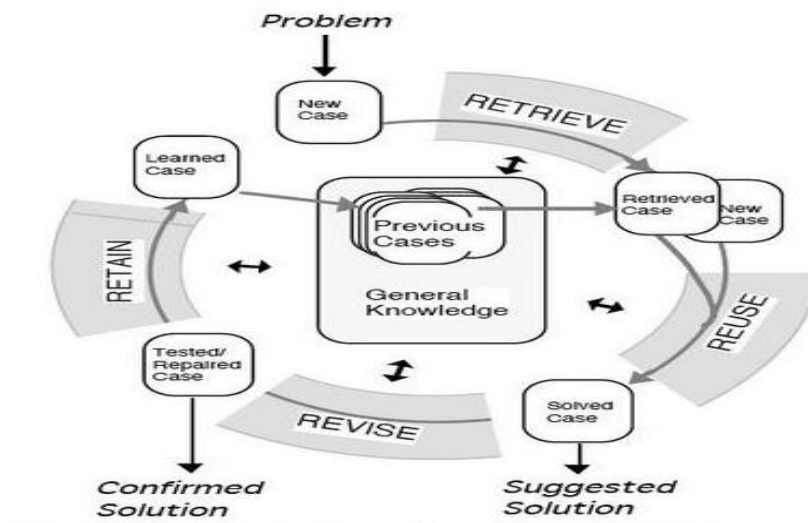 Problem
New
Case
RETRIEVE
Learned
Case
Retrieved
Case
New
Case
Previous
Cases
General
Knowledge
RETAIN
REUSE
Tested/
Repaired
Case
REVISE
Solved
Case
Confirmed
Solution
Suggested
Solution